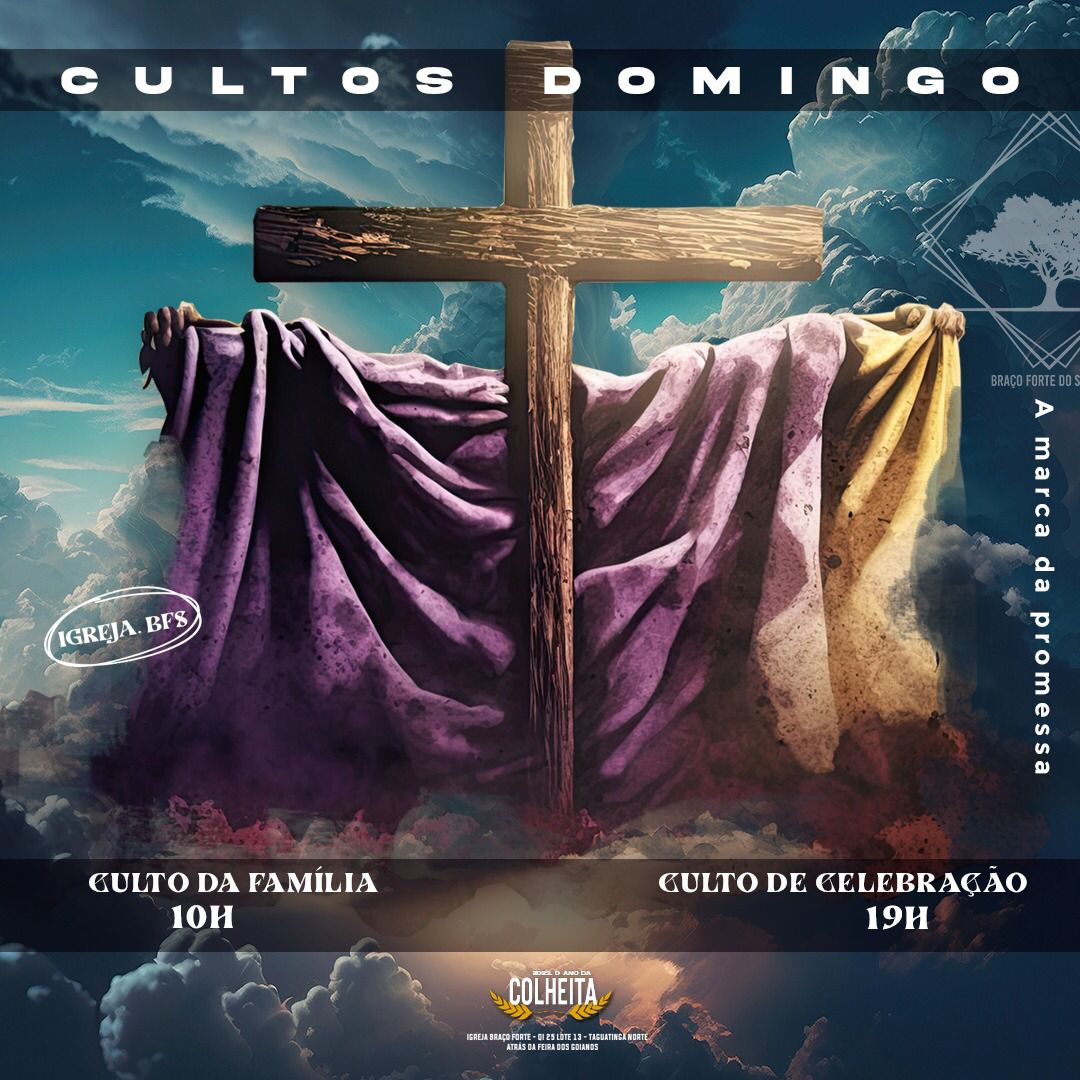 CULTOS DOMINGO
BRAÇO FORTE DO S
A marca da promessa
IGREJA. BFS
CULTO DA FAMÍLIA
10H
CULTO DE CELEBRAÇÃO
19H
O ANO DA
COLHEITA
IGREJA BRAÇO FORTE - QI 25 LOTE 13 - TAGUATINGA NORTE
ATRÁS DA FEIRA DOS GOIANOS